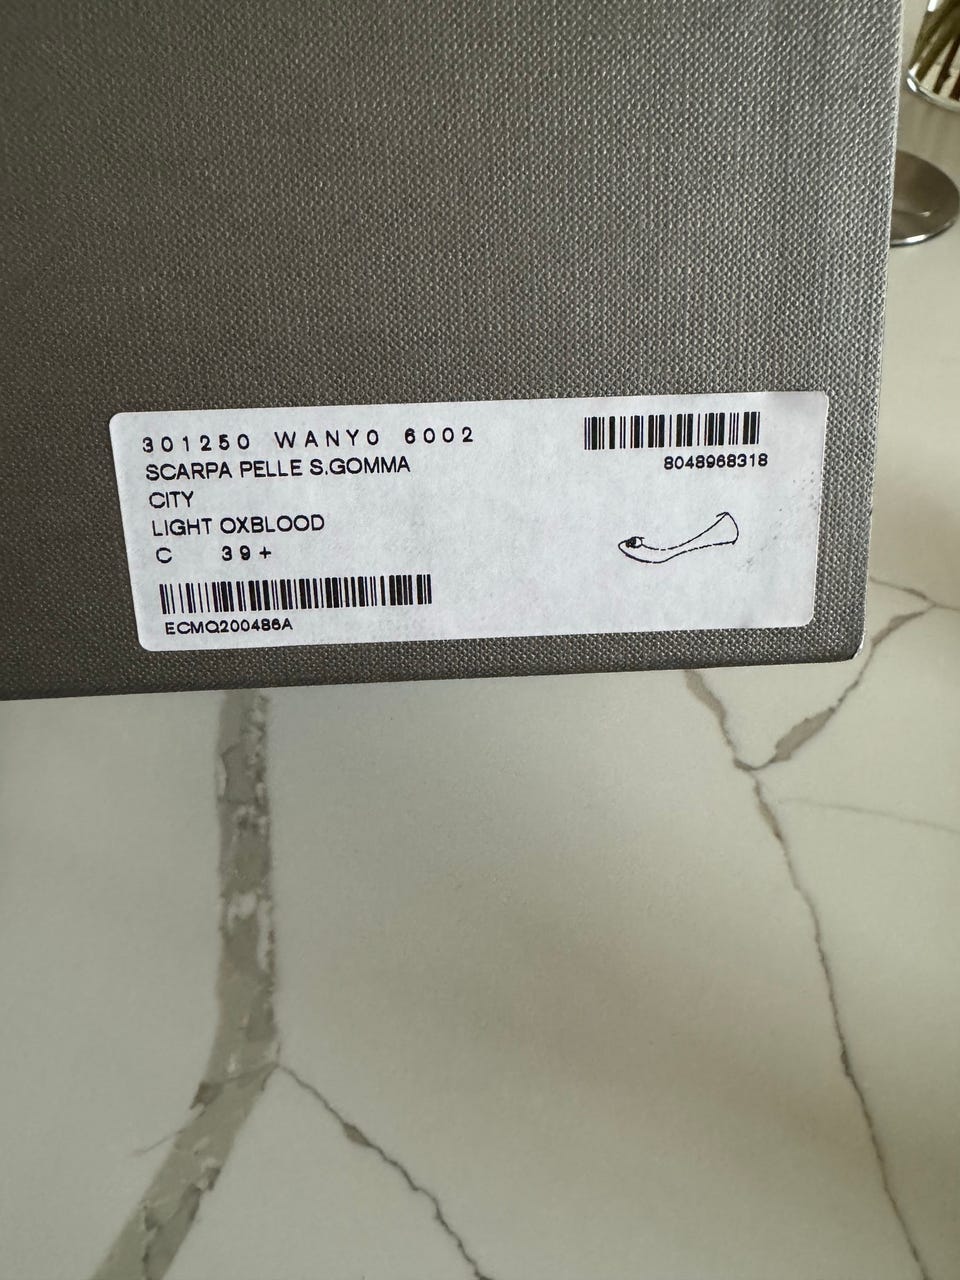 301250 WANY0 6002
SCARPA PELLE S.GOMMA
CITY
LIGHT OXBLOOD
C 39+
ECMQ200486A
8048968318